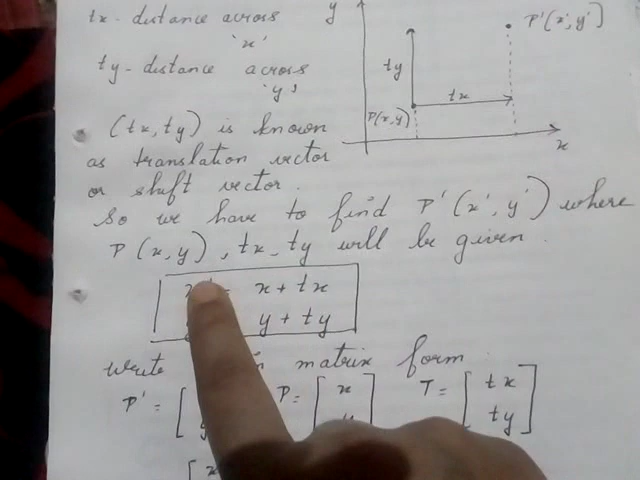 tx - distance across
'x'
ty - distance across
'y'
y
P'(x', y')
ty
tx
P(x,y)
x
(tx, ty) is known
as translation vector
or shift vector.
So we have to find P'(x', y') where
P(x,y), tx, ty will be given.
x + tx
y + ty
write matrix form
P' = [ P = [ x ] T = [ tx ]
ty